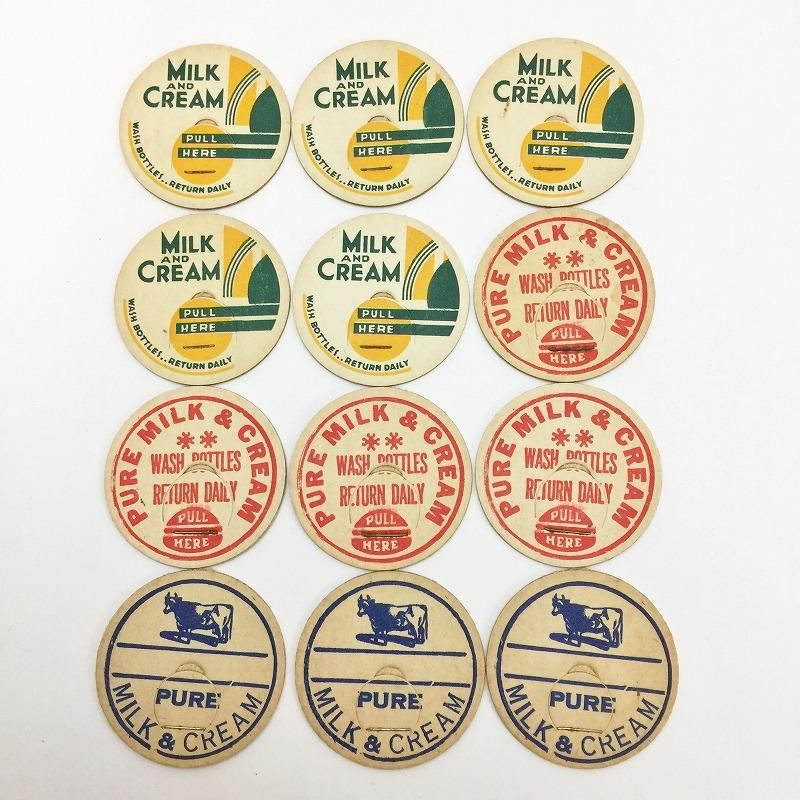 MILK
AND
CREAM
PULL
HERE
WASH BOTTLES..RETURN DAILY
MILK
AND
CREAM
PULL
HERE
WASH BOTTLES..RETURN DAILY
MILK
AND
CREAM
PULL
HERE
WASH BOTTLES..RETURN DAILY
MILK
AND
CREAM
PULL
HERE
WASH BOTTLES..RETURN DAILY
MILK
AND
CREAM
PULL
HERE
WASH BOTTLES..RETURN DAILY
PURE MILK & CREAM
**
WASH BOTTLES
RETURN DAILY
PULL
HERE
PURE MILK & CREAM
**
WASH BOTTLES
RETURN DAILY
PULL
HERE
PURE MILK & CREAM
**
WASH BOTTLES
RETURN DAILY
PULL
HERE
PURE MILK & CREAM
**
WASH BOTTLES
RETURN DAILY
PULL
HERE
PURE
MILK & CREAM
PURE
MILK & CREAM
PURE
MILK & CREAM